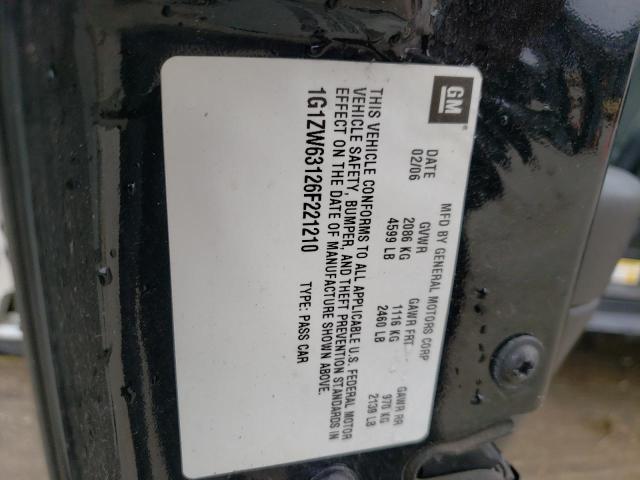 GM
MFD BY GENERAL MOTORS CORP
DATE GVWR GAWR FRT GAWR RR
02/06 2086 KG 1116 KG 970 KG
4599 LB 2460 LB 2139 LB
THIS VEHICLE CONFORMS TO ALL APPLICABLE U.S. FEDERAL MOTOR
VEHICLE SAFETY, BUMPER, AND THEFT PREVENTION STANDARDS IN
EFFECT ON THE DATE OF MANUFACTURE SHOWN ABOVE.
1G1ZW63126F221210 TYPE: PASS CAR